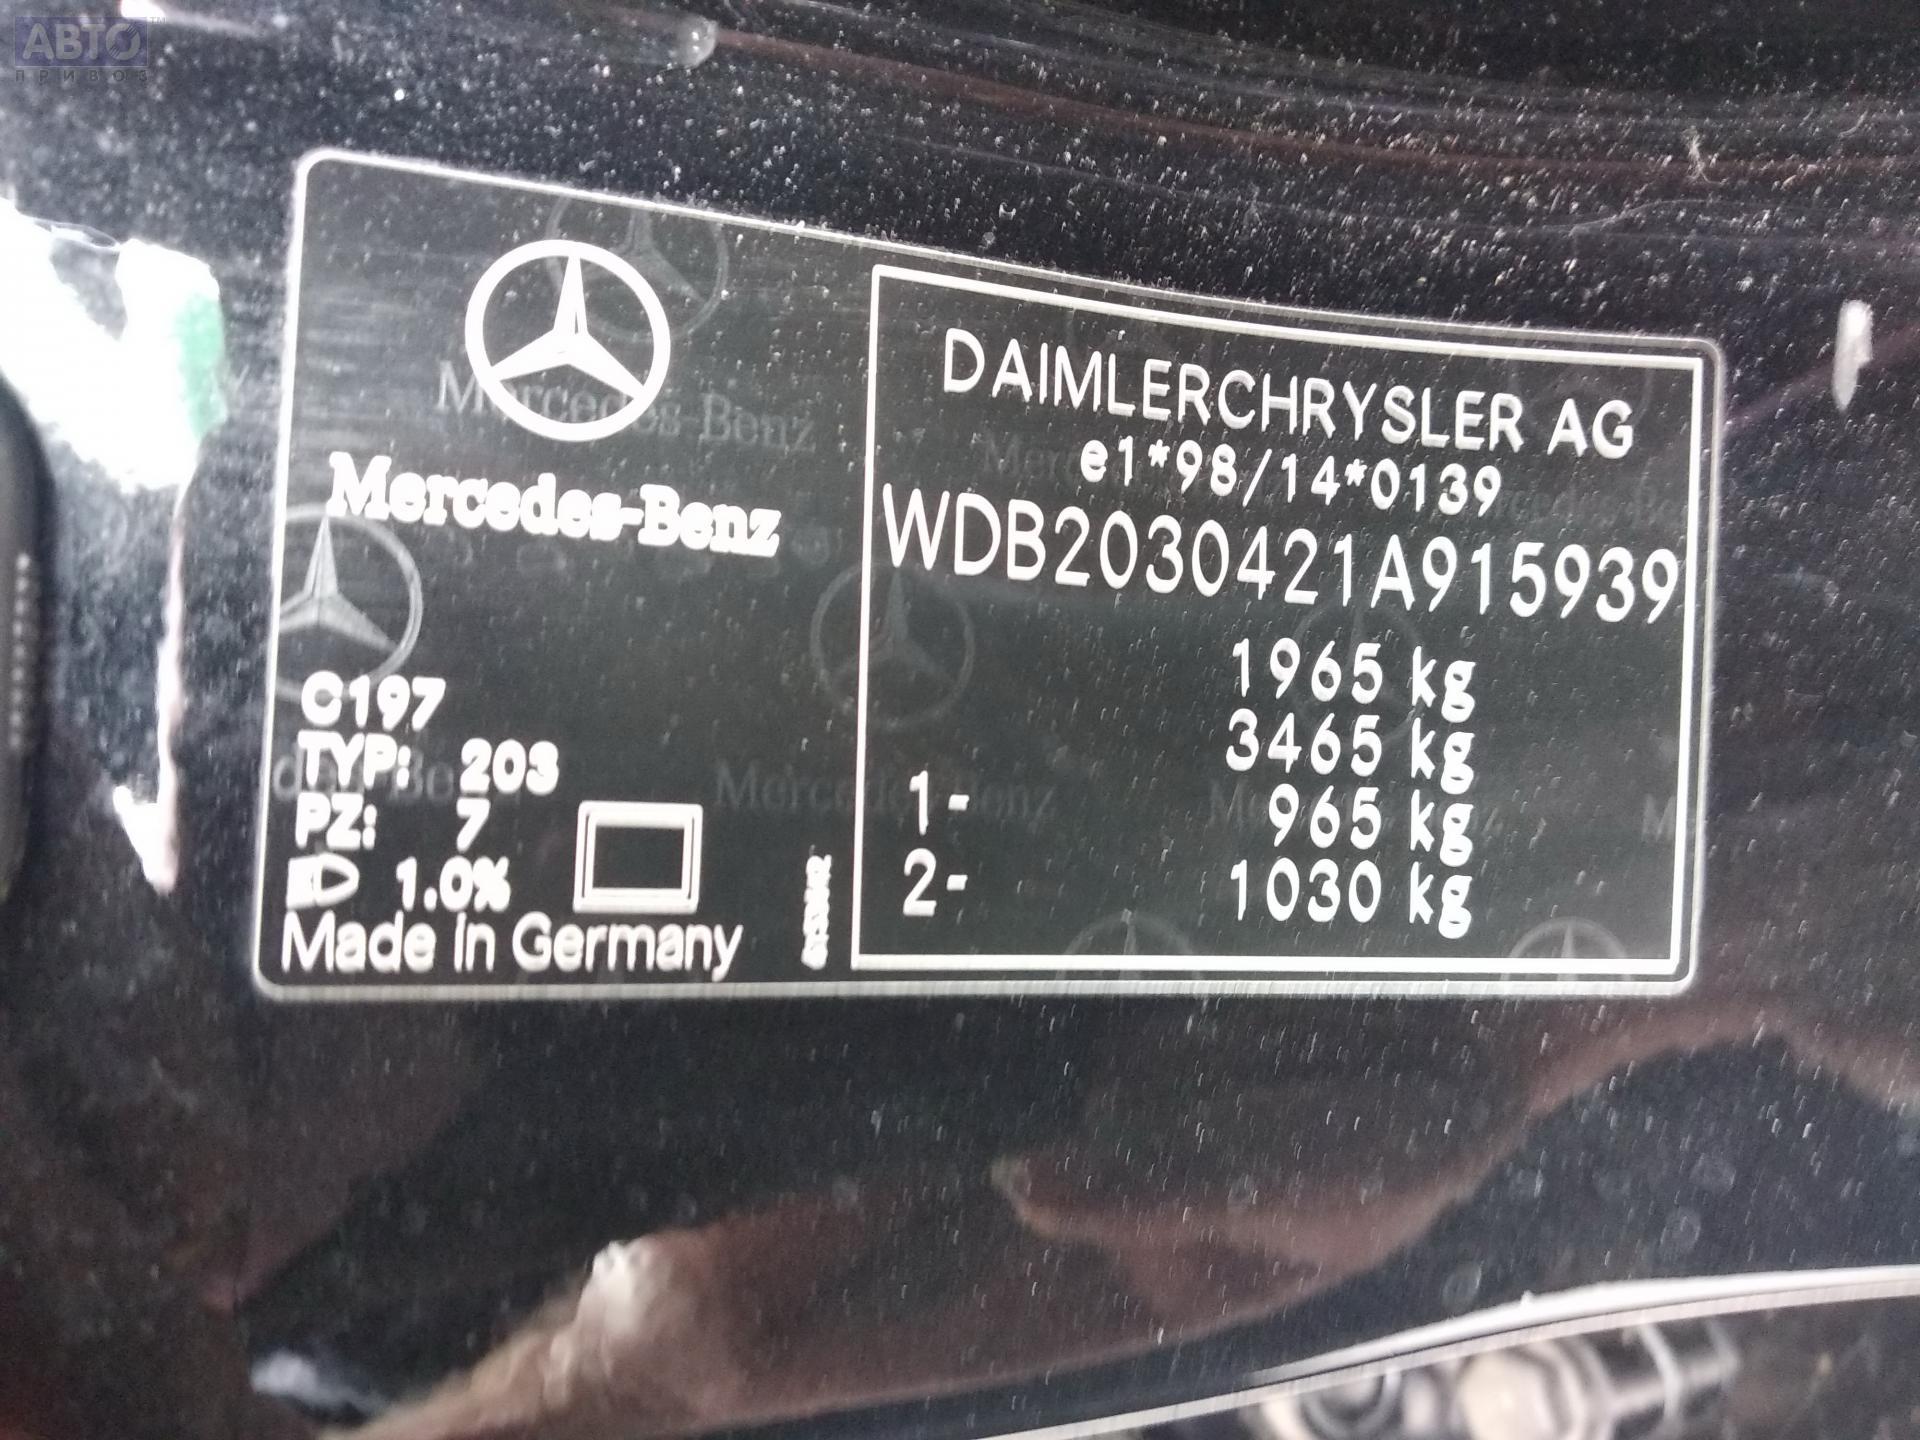 АВТО™
ПРИВОЗ
Mercedes-Benz
C197
TYP: 203
PZ: 7
1.0%
Made in Germany
DAIMLERCHRYSLER AG
e1*98/14*0139
WDB2030421A915939
1965 kg
3465 kg
1- 965 kg
2- 1030 kg